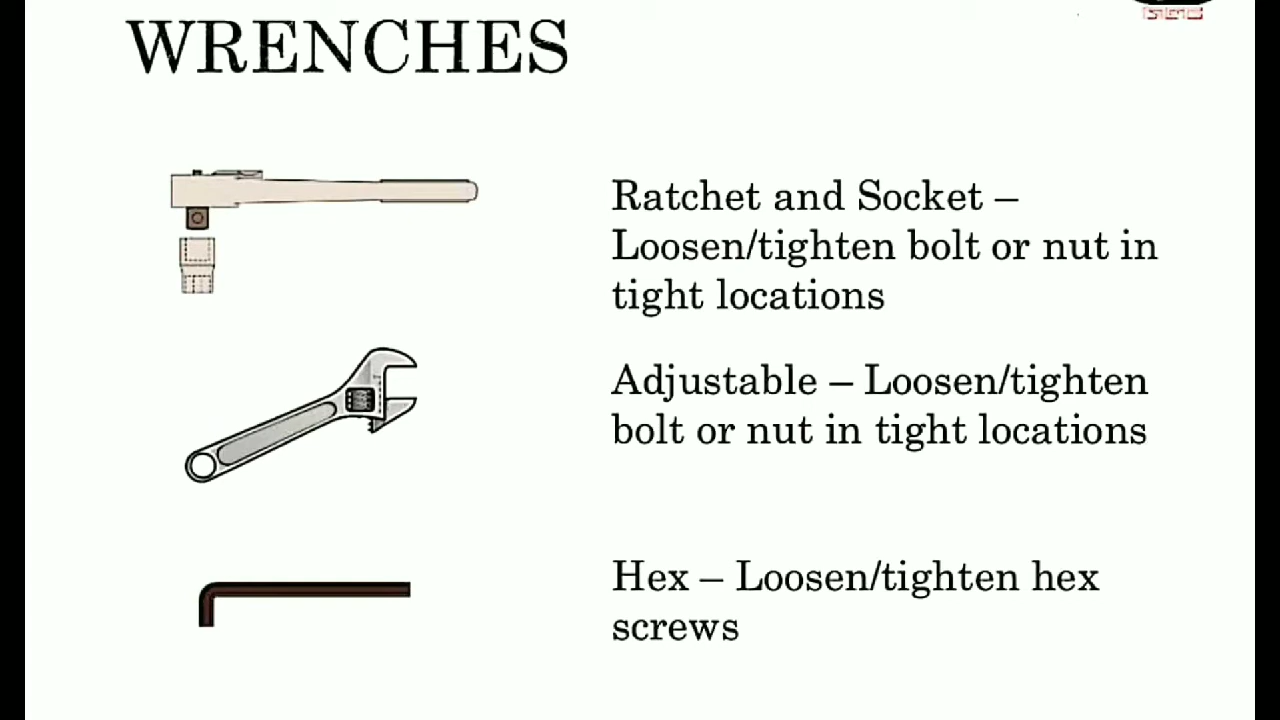 WRENCHES
Ratchet and Socket –
Loosen/tighten bolt or nut in
tight locations
Adjustable – Loosen/tighten
bolt or nut in tight locations
Hex – Loosen/tighten hex
screws